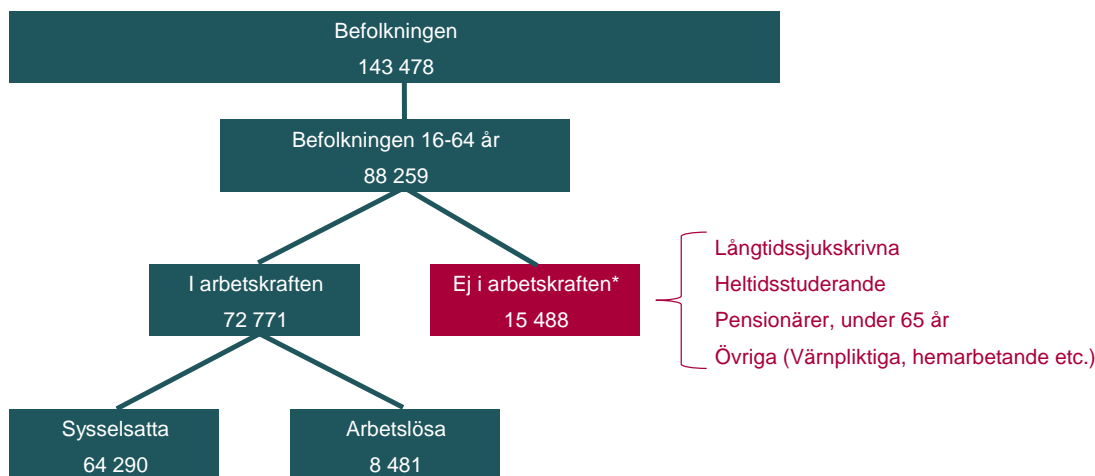 Befolkningen
143 478
Befolkningen 16-64 år
88 259
I arbetskraften
72 771
Ej i arbetskraften*
15 488
Långtidssjukskrivna
Heltidsstuderande
Pensionärer, under 65 år
Övriga (Värnpliktiga, hemarbetande etc.)
Sysselsatta
64 290
Arbetslösa
8 481